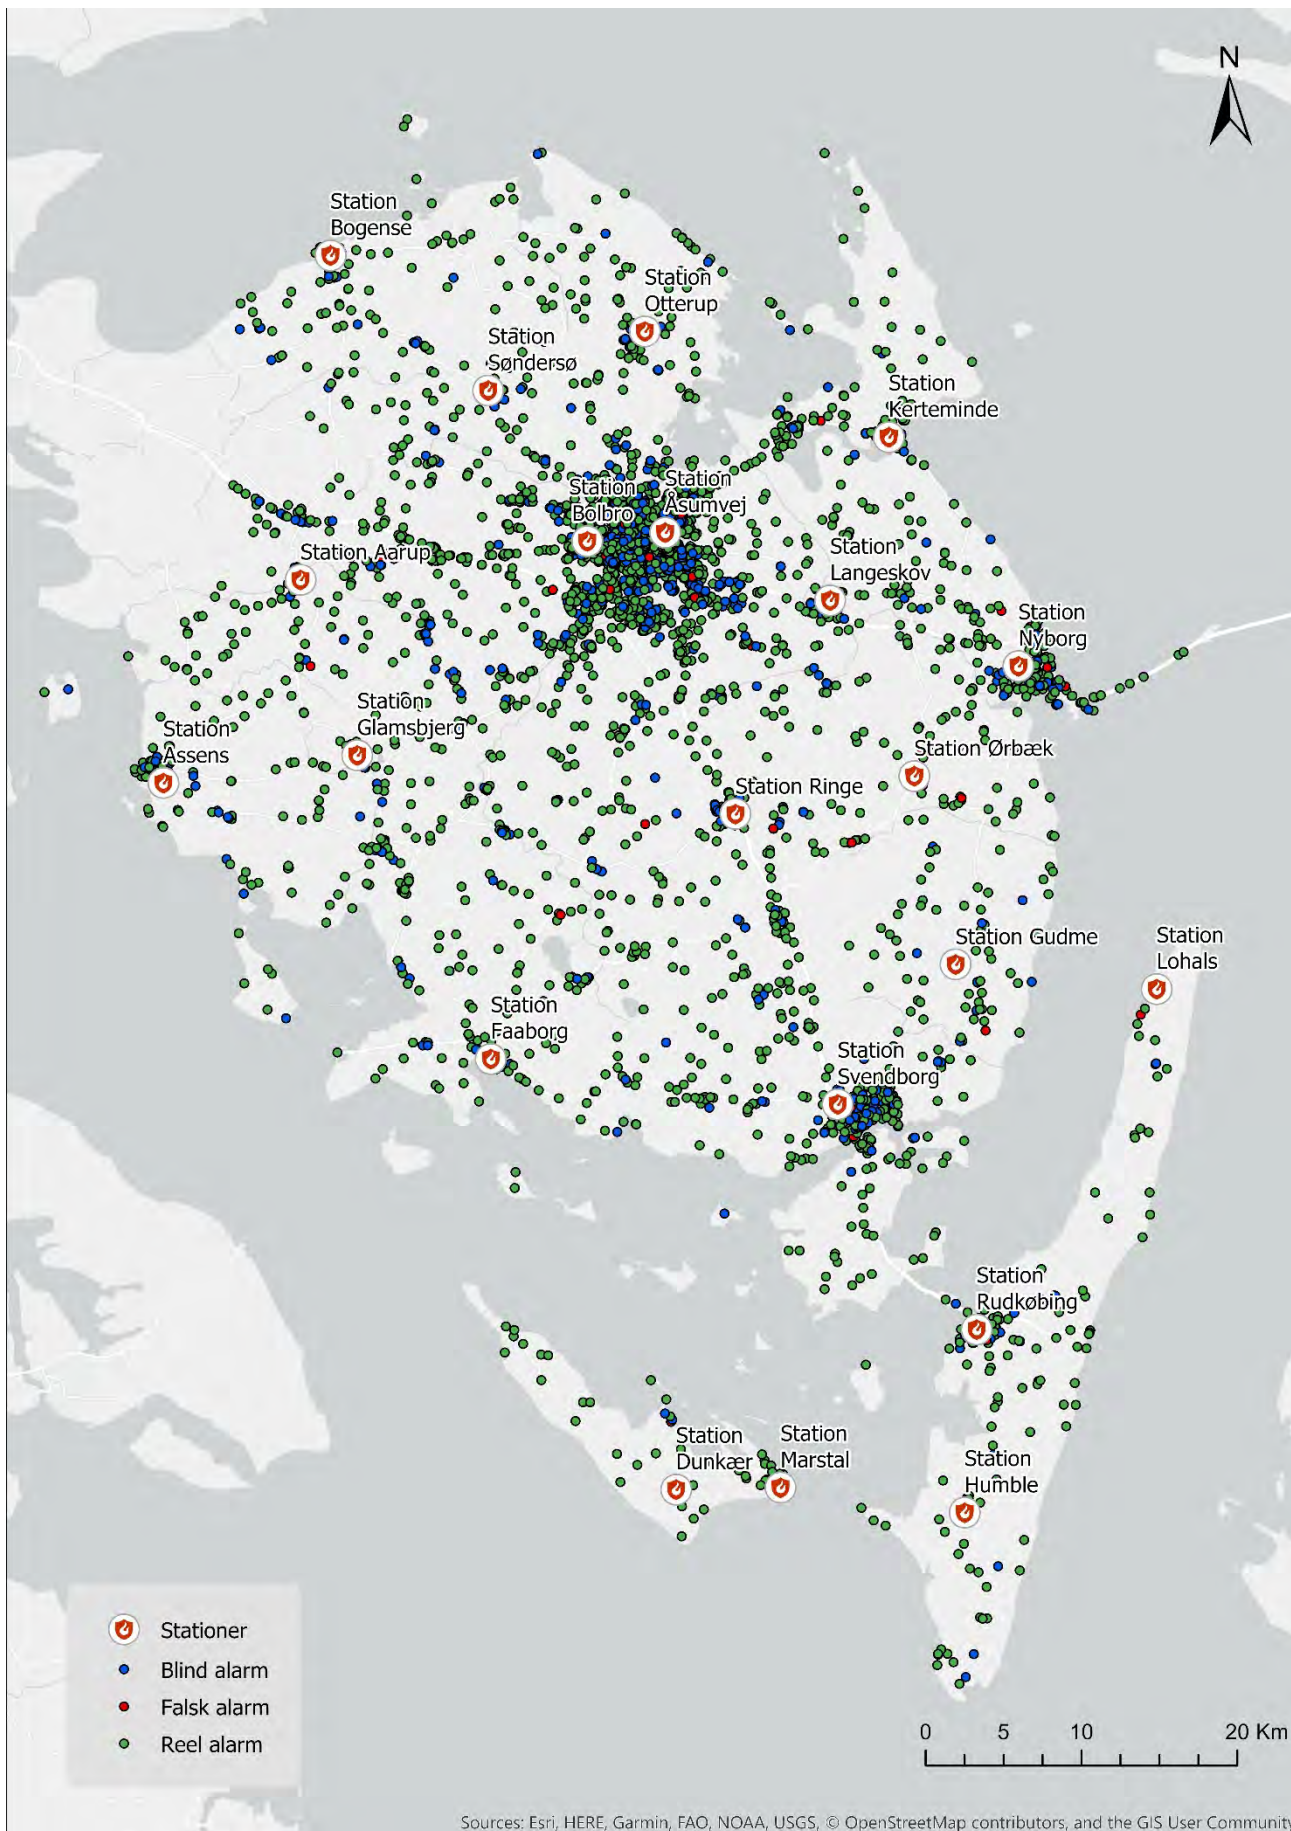 N
Station
Bogense
Station
Otterup
Station
Søndersø
Station
Kerteminde
Station
Åsumvej
Station
Bolbro
Station
Langeskov
Station Aarup
Station
Nyborg
Station
Glamsbjerg
Station
Assens
Station Ørbæk
Station Ringe
Station Gudme
Station
Lohals
Station
Faaborg
Station
Svendborg
Station
Rudkøbing
Station
Dunkær
Station
Marstal
Station
Humble
Stationer
Blind alarm
Falsk alarm
Reel alarm
0 5 10 20 Km
Sources: Esri, HERE, Garmin, FAO, NOAA, USGS, © OpenStreetMap contributors, and the GIS User Community